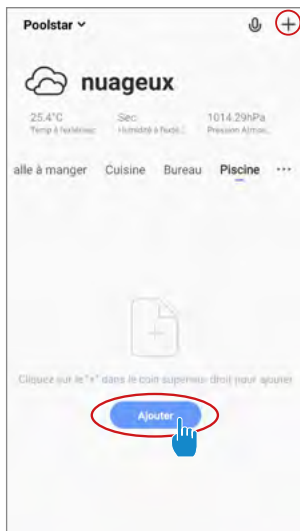 Poolstar
nuageux
25.4°C Sec 1014.29hPa
Temp à l'extérieur Humidité à l'exté... Pression Atmos...
alle à manger Cuisine Bureau Piscine ...
Cliquez sur le "+" dans le coin supérieur droit pour ajouter
Ajouter